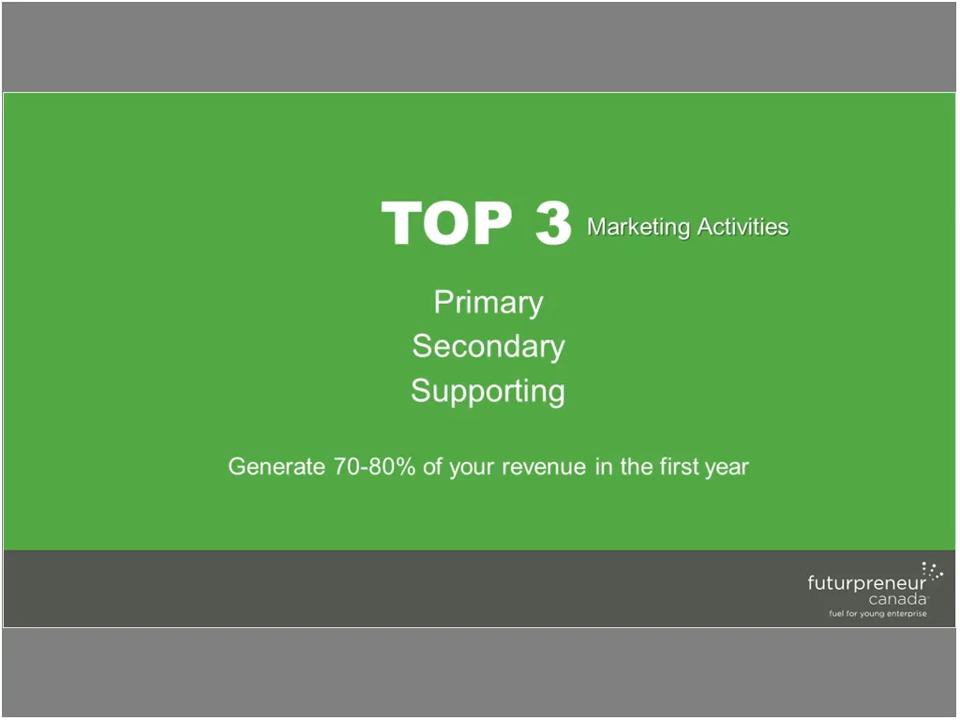 TOP 3 Marketing Activities
Primary
Secondary
Supporting
Generate 70-80% of your revenue in the first year
futurpreneur
canada
fuel for young enterprise